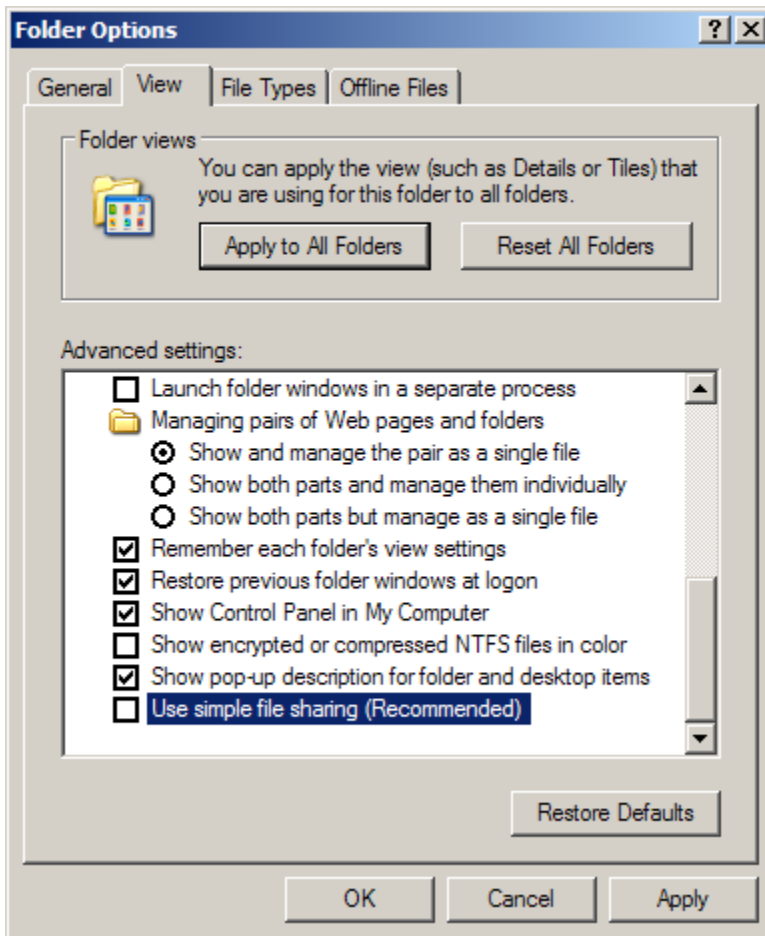 Folder Options
General View File Types Offline Files
Folder views
You can apply the view (such as Details or Tiles) that
you are using for this folder to all folders.
Apply to All Folders Reset All Folders
Advanced settings:
Launch folder windows in a separate process
Managing pairs of Web pages and folders
Show and manage the pair as a single file
Show both parts and manage them individually
Show both parts but manage as a single file
Remember each folder's view settings
Restore previous folder windows at logon
Show Control Panel in My Computer
Show encrypted or compressed NTFS files in color
Show pop-up description for folder and desktop items
Use simple file sharing (Recommended)
Restore Defaults
OK Cancel Apply